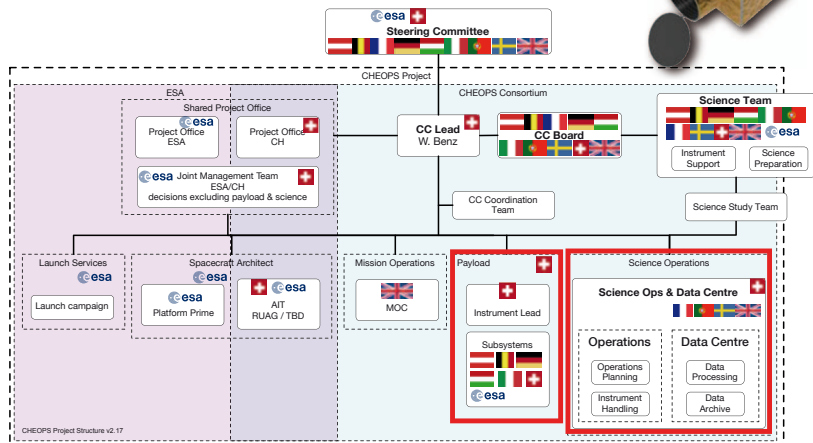 esa
Steering Committee
CHEOPS Project
ESA
CHEOPS Consortium
Shared Project Office
esa
Project Office
ESA
Project Office
CH
esa Joint Management Team
ESA/CH
decisions excluding payload & science
CC Lead
W. Benz
CC Board
Science Team
esa
Instrument
Support
Science
Preparation
CC Coordination
Team
Science Study Team
Launch Services
esa
Launch campaign
Spacecraft Architect
esa
esa
Platform Prime
esa
AIT
RUAG / TBD
Mission Operations
MOC
Payload
Instrument Lead
Subsystems
esa
Science Operations
Science Ops & Data Centre
Operations
Operations
Planning
Instrument
Handling
Data Centre
Data
Processing
Data
Archive
CHEOPS Project Structure v2.17